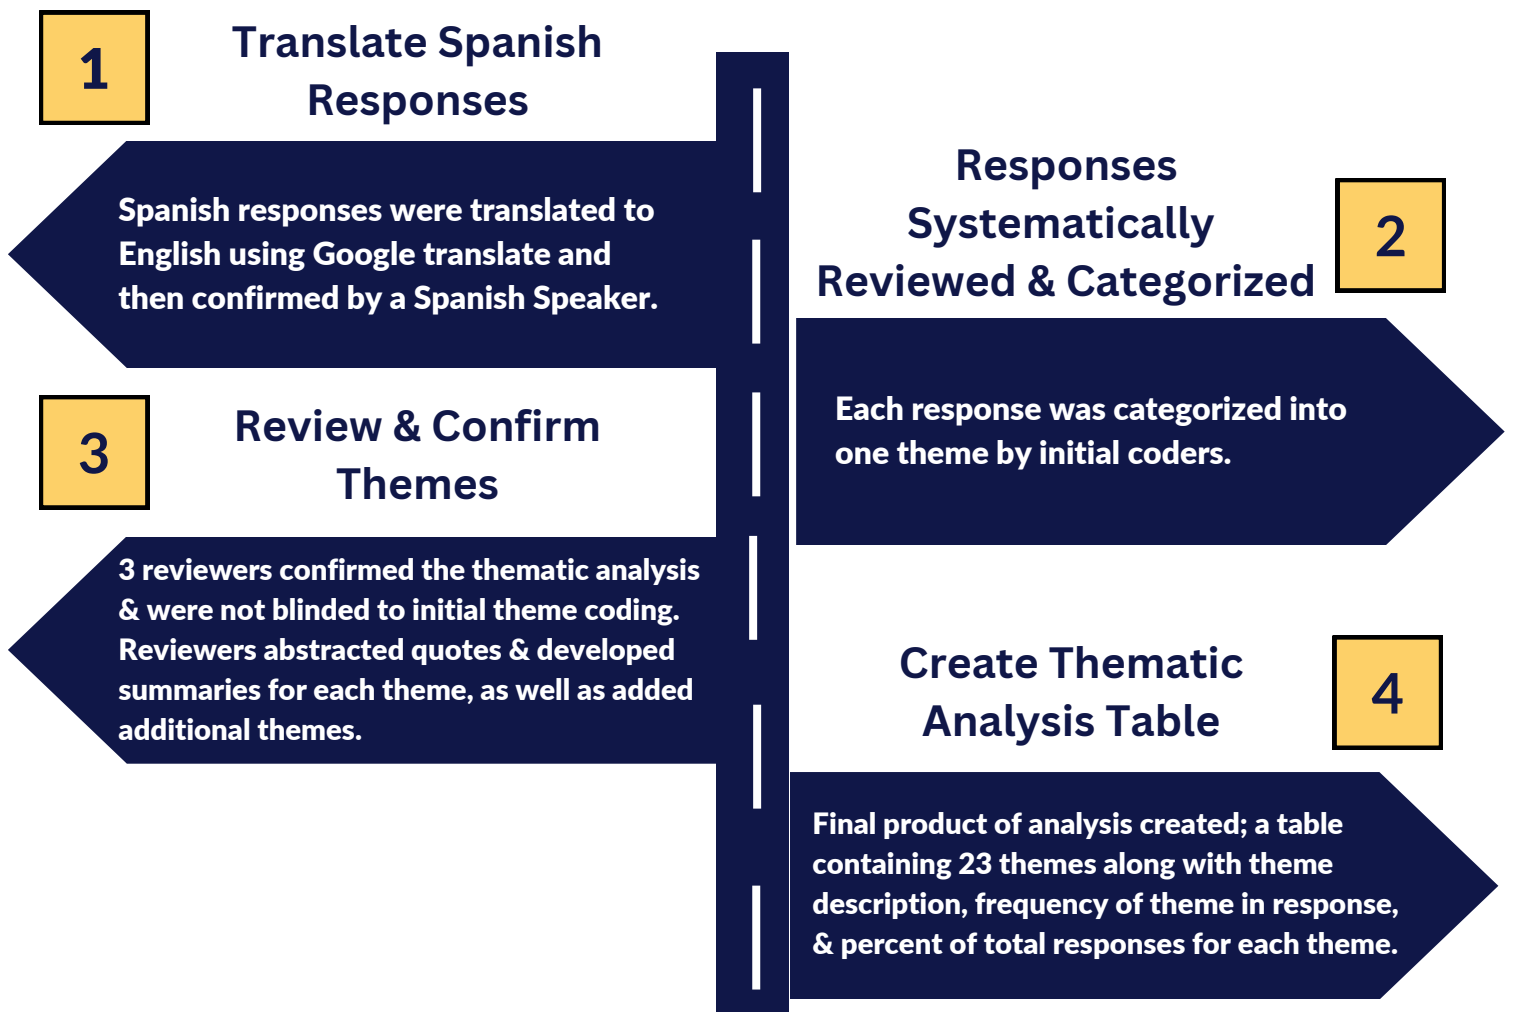 1
Translate Spanish
Responses
Spanish responses were translated to
English using Google translate and
then confirmed by a Spanish Speaker.
2
Responses
Systematically
Reviewed & Categorized
Each response was categorized into
one theme by initial coders.
3
Review & Confirm
Themes
3 reviewers confirmed the thematic analysis
& were not blinded to initial theme coding.
Reviewers abstracted quotes & developed
summaries for each theme, as well as added
additional themes.
4
Create Thematic
Analysis Table
Final product of analysis created; a table
containing 23 themes along with theme
description, frequency of theme in response,
& percent of total responses for each theme.